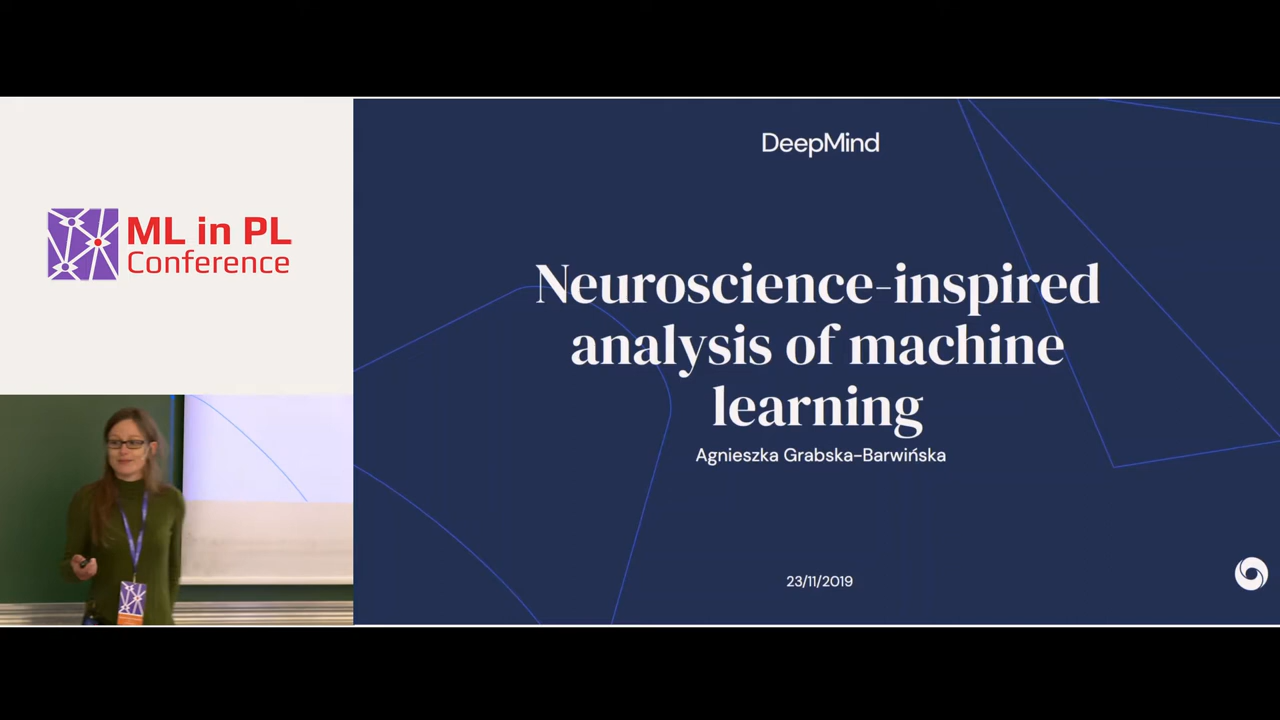 ML in PL
Conference
DeepMind
Neuroscience-inspired
analysis of machine
learning
Agnieszka Grabska-Barwińska
23/11/2019